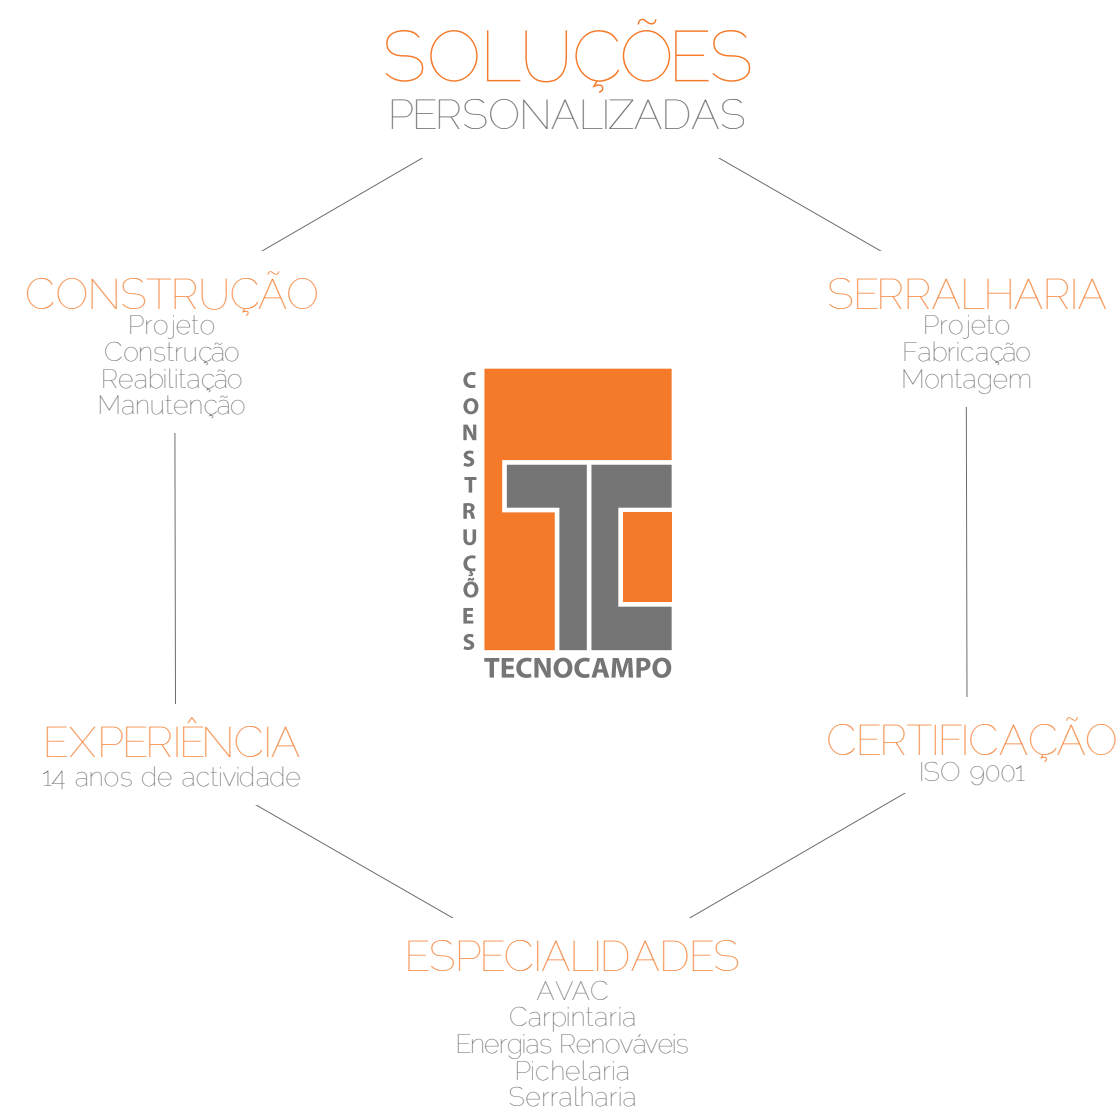 SOLUÇÕES
PERSONALIZADAS
CONSTRUÇÃO
Projeto
Construção
Reabilitação
Manutenção
SERRALHARIA
Projeto
Fabricação
Montagem
CONSTRUÇÕES
TC
TECNOCAMPO
EXPERIÊNCIA
14 anos de actividade
CERTIFICAÇÃO
ISO 9001
ESPECIALIDADES
AVAC
Carpintaria
Energias Renováveis
Pichelaria
Serralharia